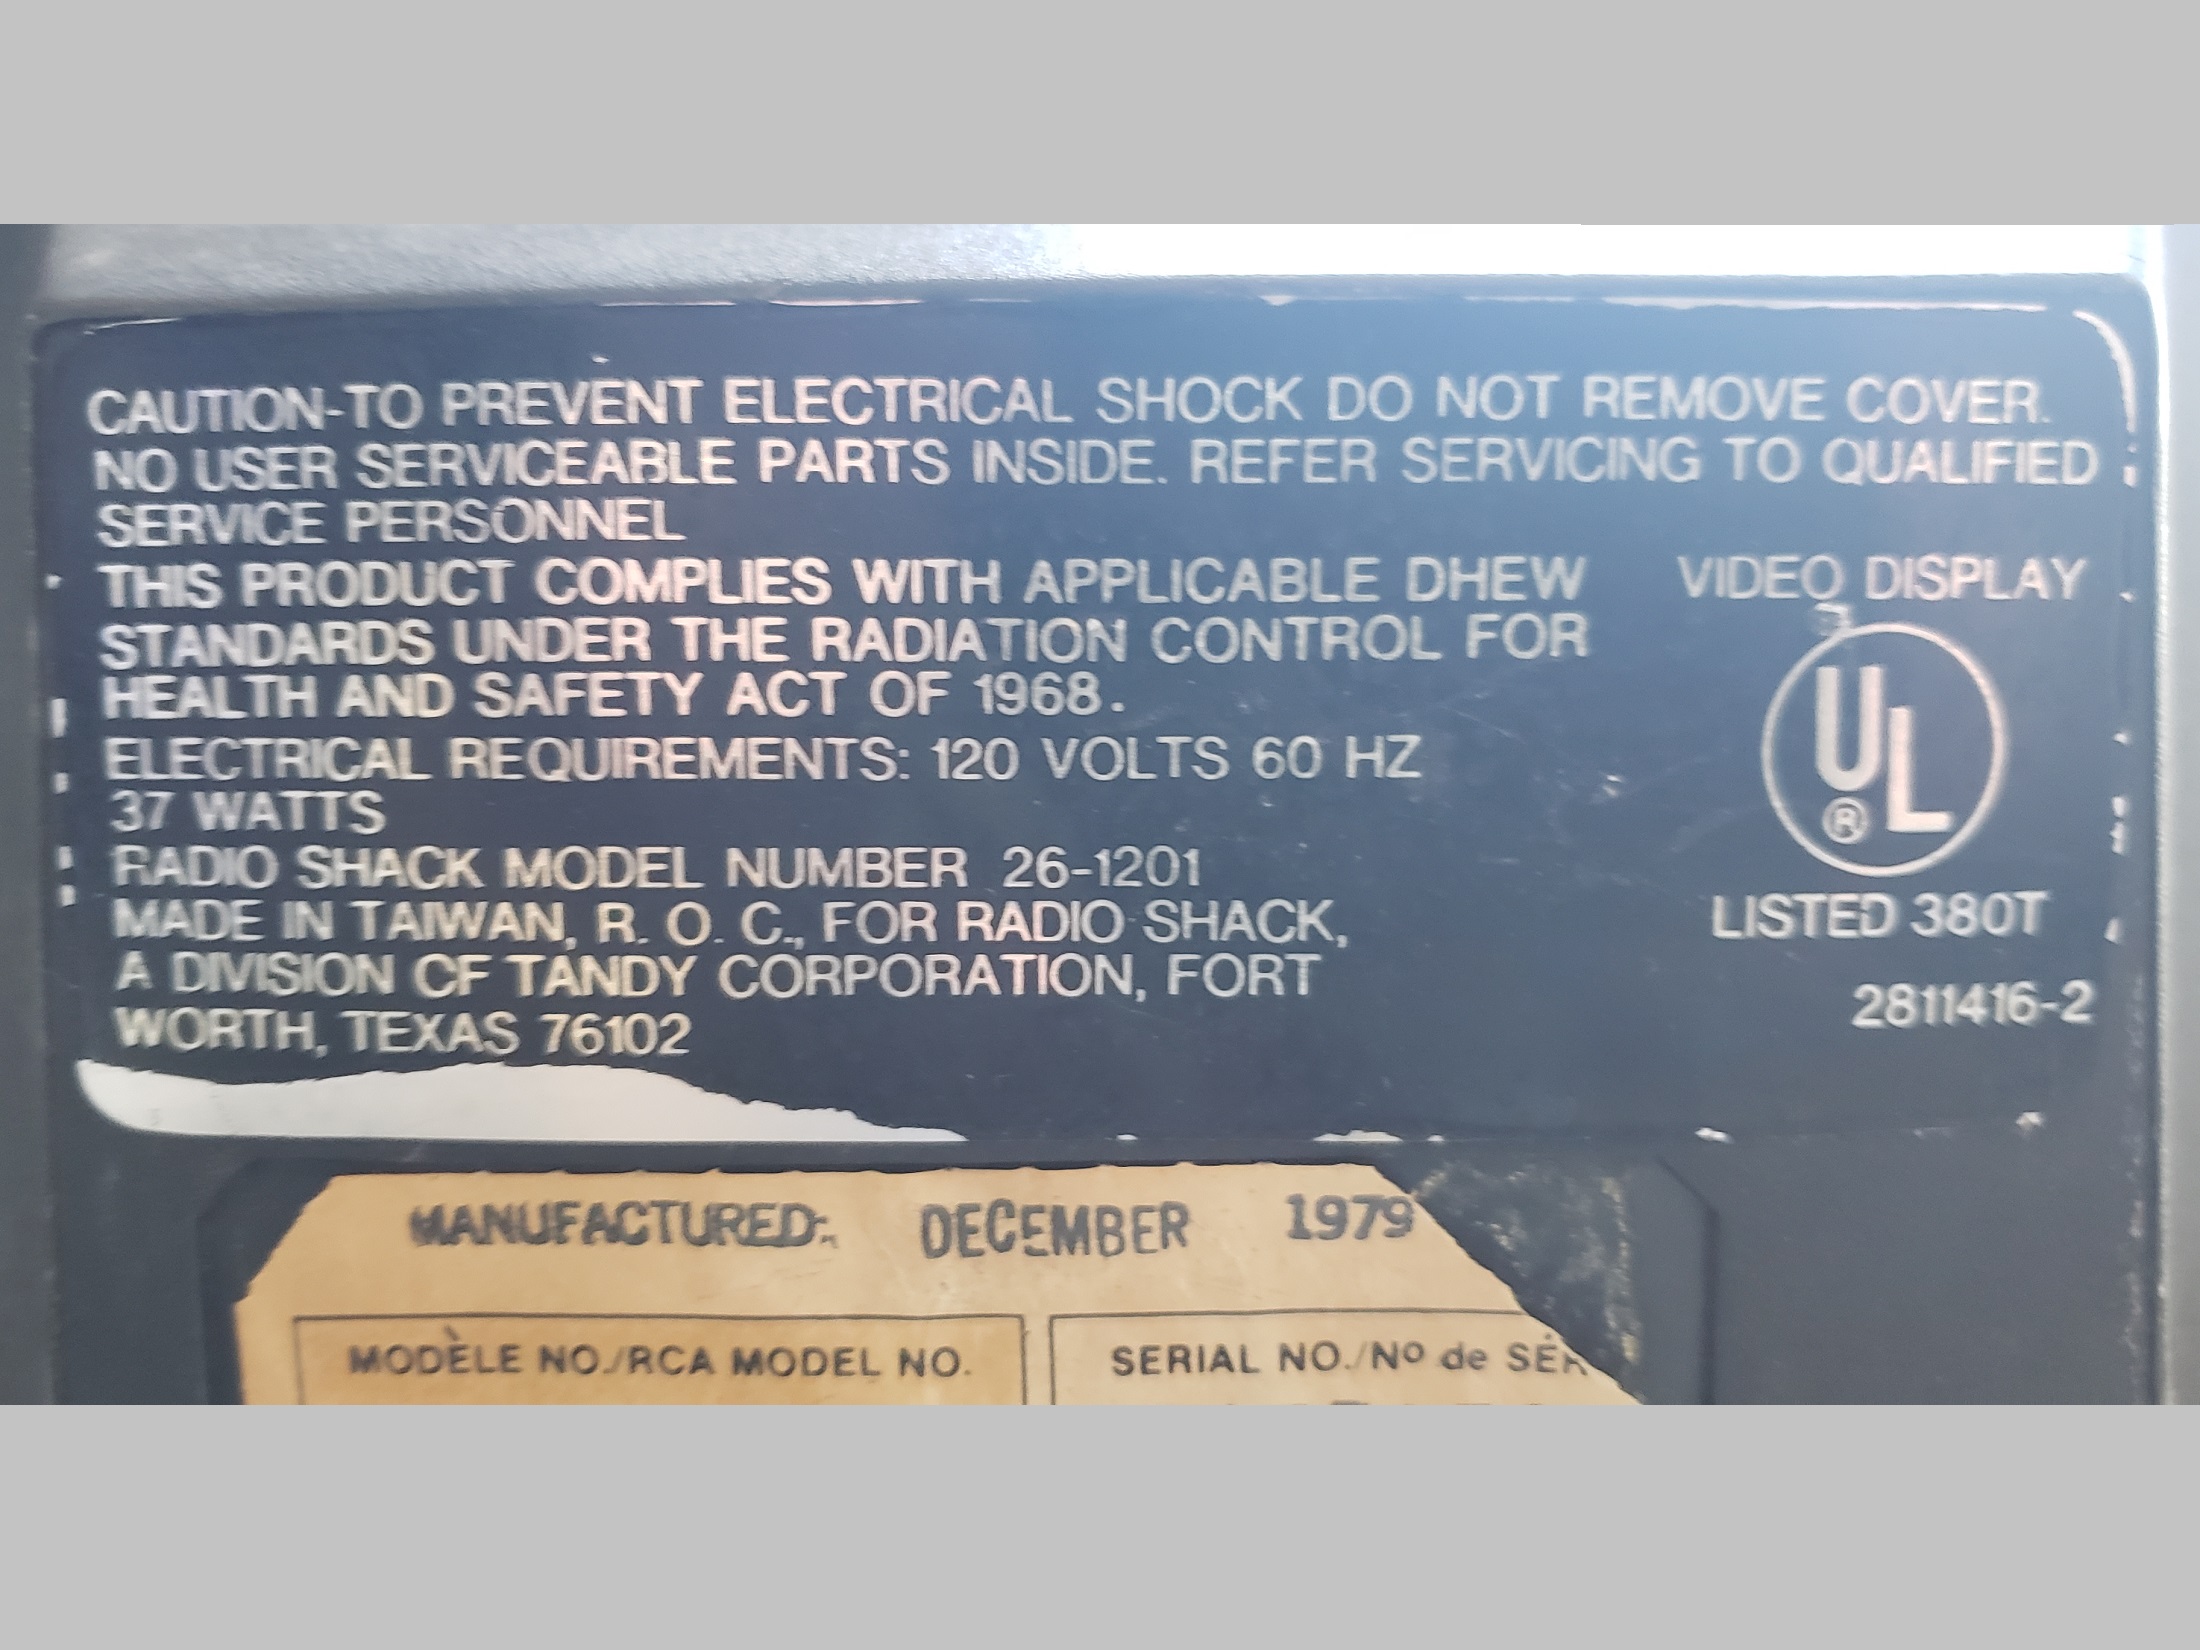 CAUTION-TO PREVENT ELECTRICAL SHOCK DO NOT REMOVE COVER.
NO USER SERVICEABLE PARTS INSIDE. REFER SERVICING TO QUALIFIED
SERVICE PERSONNEL
THIS PRODUCT COMPLIES WITH APPLICABLE DHEW
STANDARDS UNDER THE RADIATION CONTROL FOR
HEALTH AND SAFETY ACT OF 1968.
ELECTRICAL REQUIREMENTS: 120 VOLTS 60 HZ
37 WATTS
RADIO SHACK MODEL NUMBER 26-1201
MADE IN TAIWAN, R. O. C., FOR RADIO SHACK,
A DIVISION OF TANDY CORPORATION, FORT
WORTH, TEXAS 76102
VIDEO DISPLAY
UL
®
LISTED 380T
2811416-2
MANUFACTURED: DECEMBER 1979
MODÈLE NO./RCA MODEL NO.
SERIAL NO./Nº de SÉR